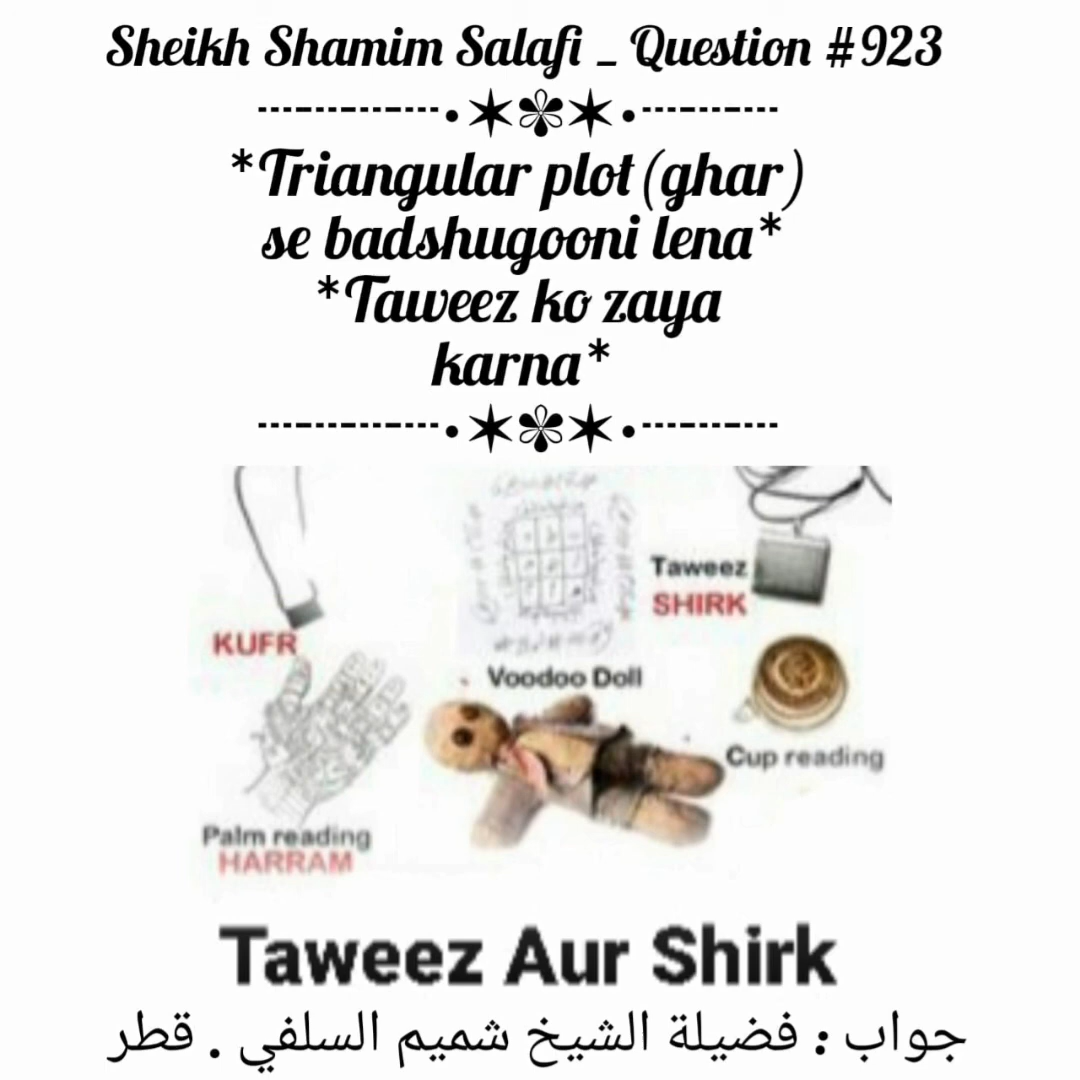 Sheikh Shamim Salafi _ Question #923
*Triangular plot (ghar)
se badshugooni lena*
*Taweez ko zaya
karna*
Taweez
SHIRK
KUFR
Voodoo Doll
Cup reading
Palm reading
HARRAM
Taweez Aur Shirk
جواب : فضيلة الشيخ شميم السلفي . قطر